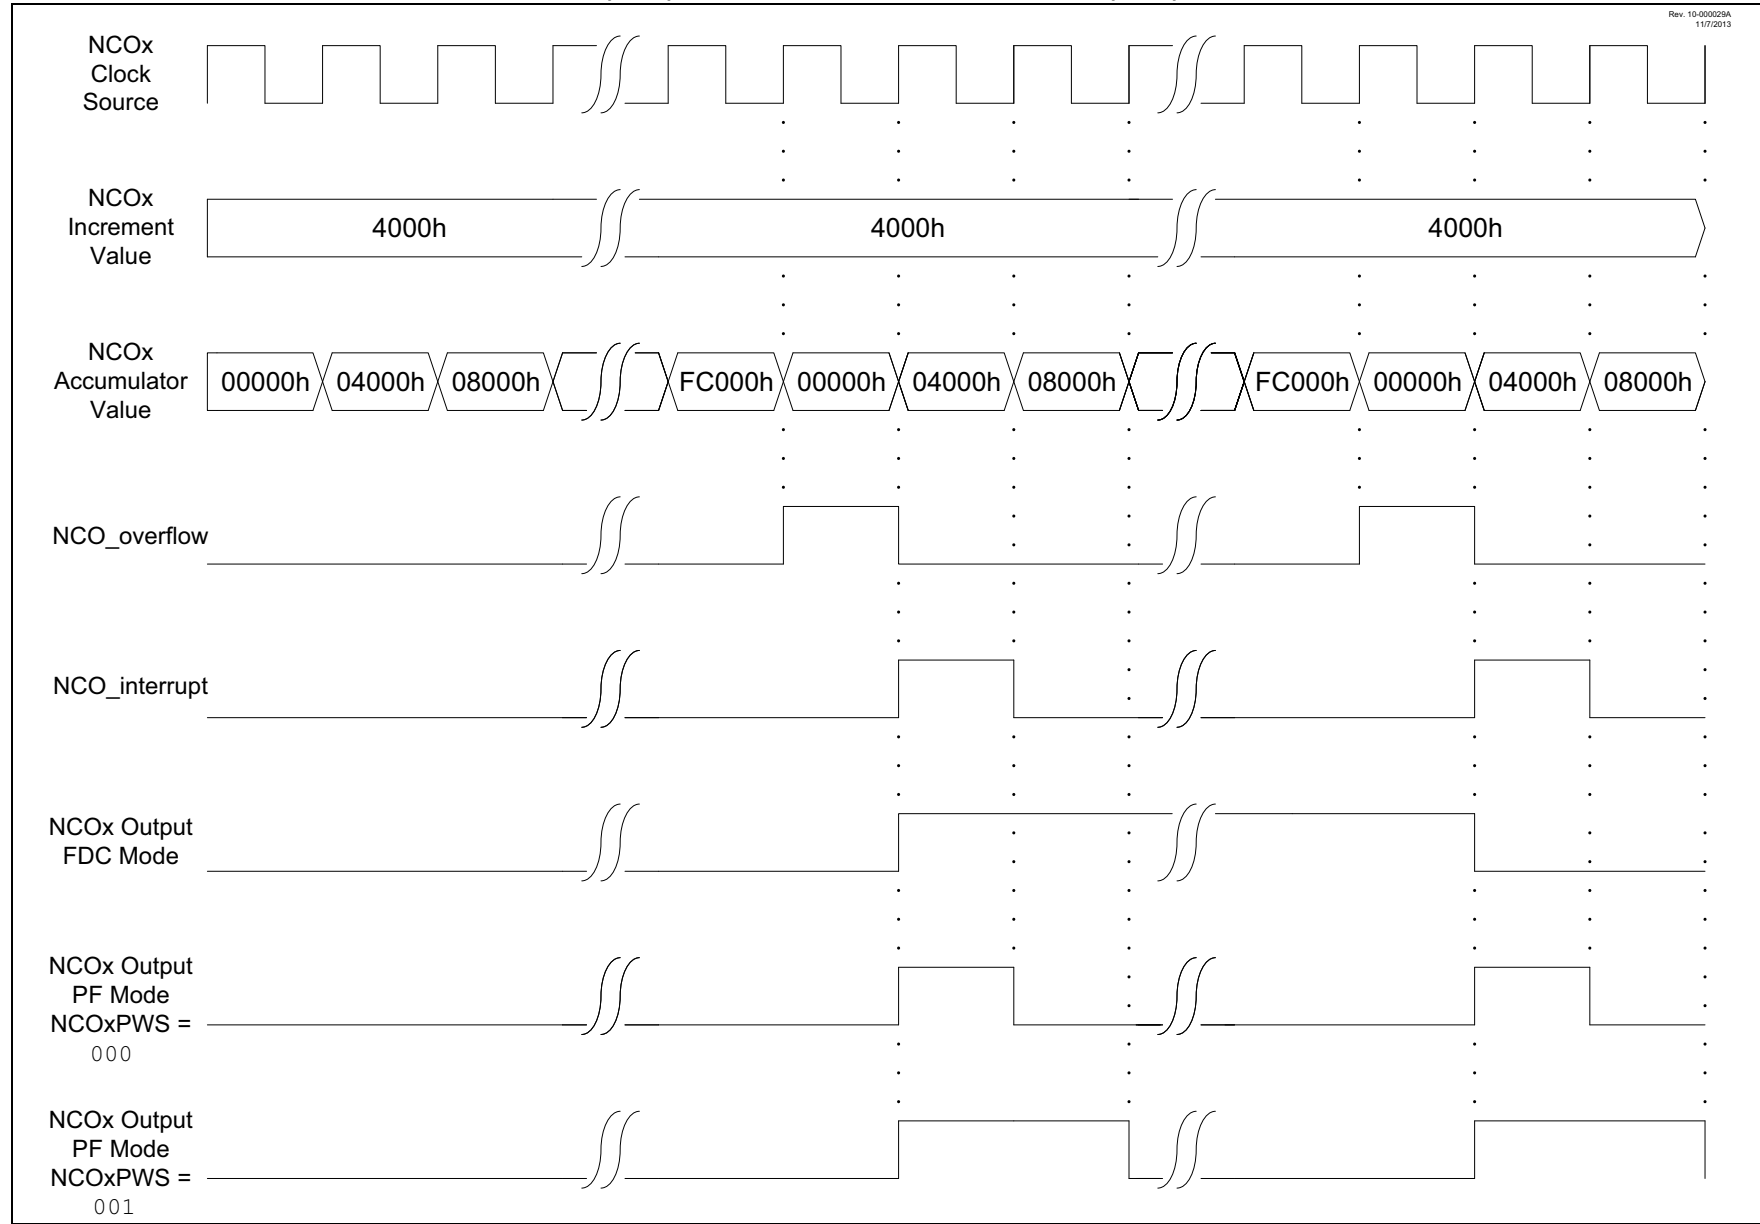 Rev. 10-000029A
11/7/2013
NCOx
Clock
Source
NCOx
Increment
Value
4000h 4000h 4000h
NCOx
Accumulator
Value
00000h 04000h 08000h FC000h 00000h 04000h 08000h FC000h 00000h 04000h 08000h
NCO_overflow
NCO_interrupt
NCOx Output
FDC Mode
NCOx Output
PF Mode
NCOxPWS =
000
NCOx Output
PF Mode
NCOxPWS =
001